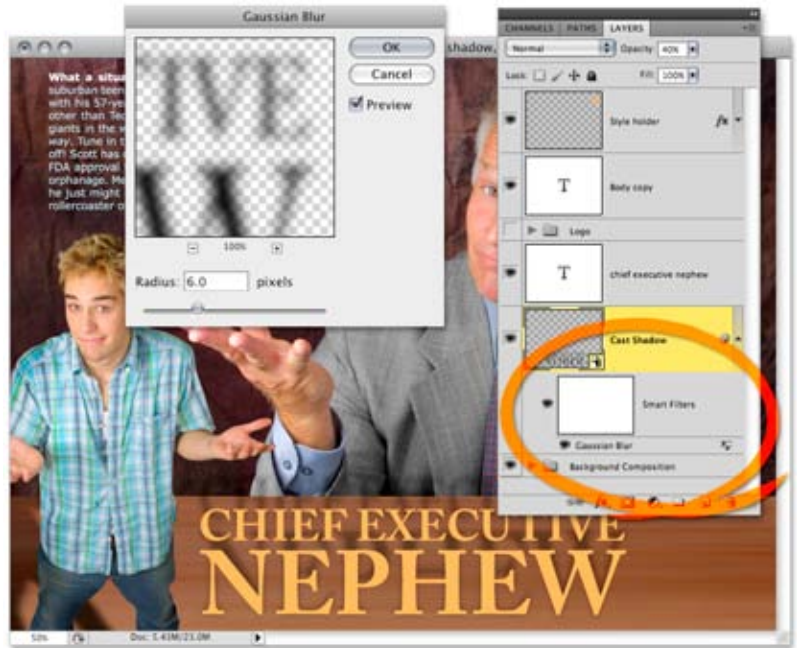 Gaussian Blur
OK
Cancel
Preview
100%
Radius: 6.0 pixels
shadow,
CHANNELS PATHS LAYERS
Normal Opacity: 40%
Lock: Fill: 100%
Style holder fx
T Body copy
Logo
T chief executive nephew
Cast Shadow
Smart Filters
Gaussian Blur
Background Composition
What a situa
suburban teen
with his 57-ye
other than Te
giants in the w
way. Tune in t
off! Scott has
FDA approval
orphanage. Me
he just might
rollercoaster o
CHIEF EXECUTIVE
NEPHEW
50% Doc: 5.43M/23.0M